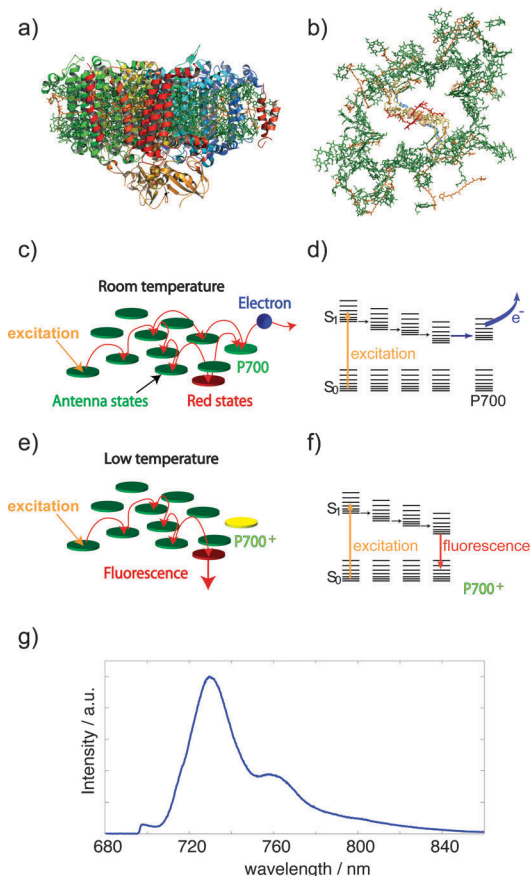 a)
b)
c)
Room temperature
Electron
excitation
P700
Antenna states
Red states
d)
S1
e-
excitation
S0
P700
e)
Low temperature
excitation
P700+
Fluorescence
f)
S1
excitation
fluorescence
S0
P700+
g)
Intensity / a.u.
680 720 760 800 840
wavelength / nm